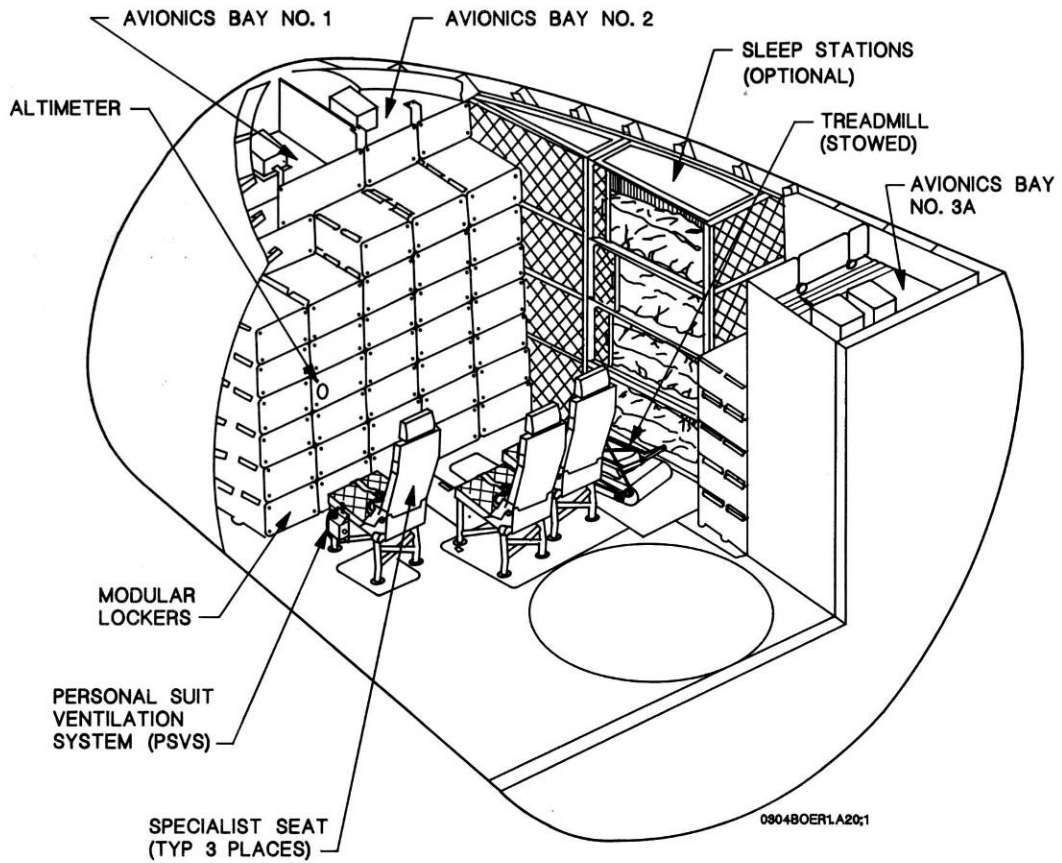 AVIONICS BAY NO. 1
AVIONICS BAY NO. 2
SLEEP STATIONS
(OPTIONAL)
ALTIMETER
TREADMILL
(STOWED)
AVIONICS BAY
NO. 3A
MODULAR
LOCKERS
PERSONAL SUIT
VENTILATION
SYSTEM (PSVS)
SPECIALIST SEAT
(TYP 3 PLACES)
0304BOER1.A20;1